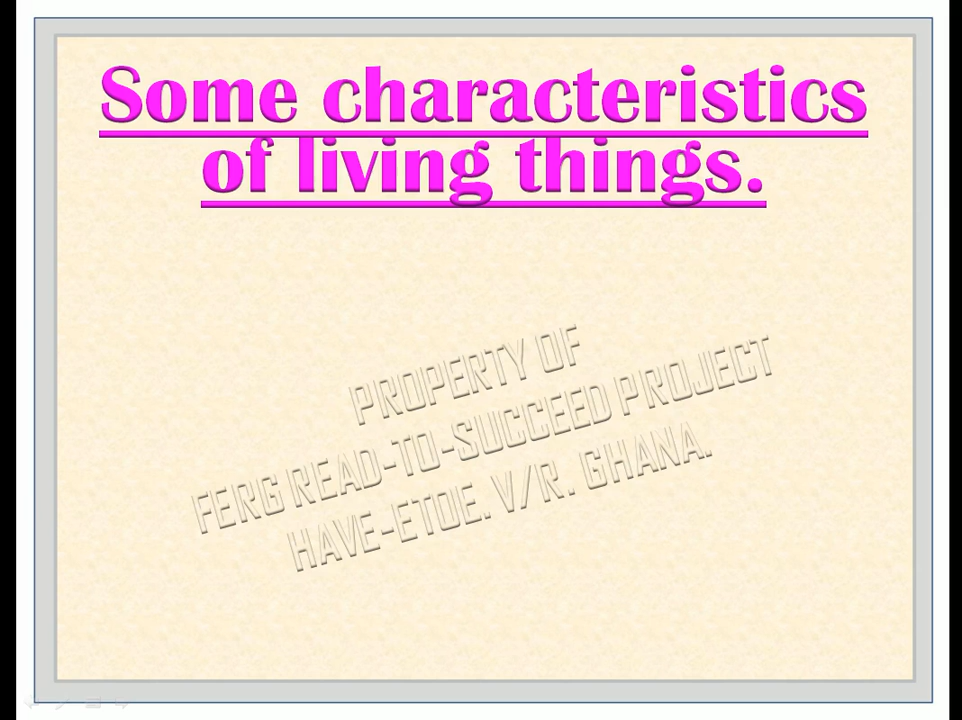 Some characteristics
of living things.
PROPERTY OF
FERG READ-TO-SUCCEED PROJECT
HAVE-ETOE. V/R. GHANA.